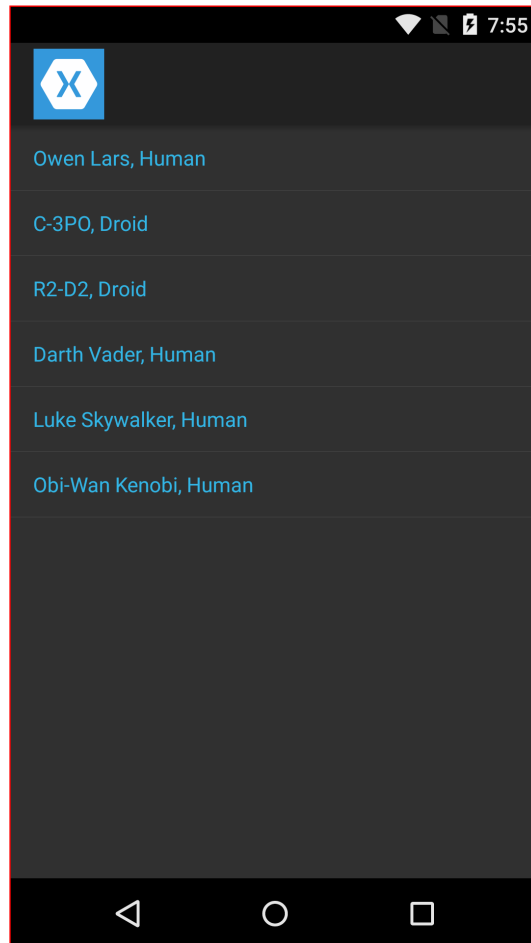 7:55
Owen Lars, Human
C-3PO, Droid
R2-D2, Droid
Darth Vader, Human
Luke Skywalker, Human
Obi-Wan Kenobi, Human